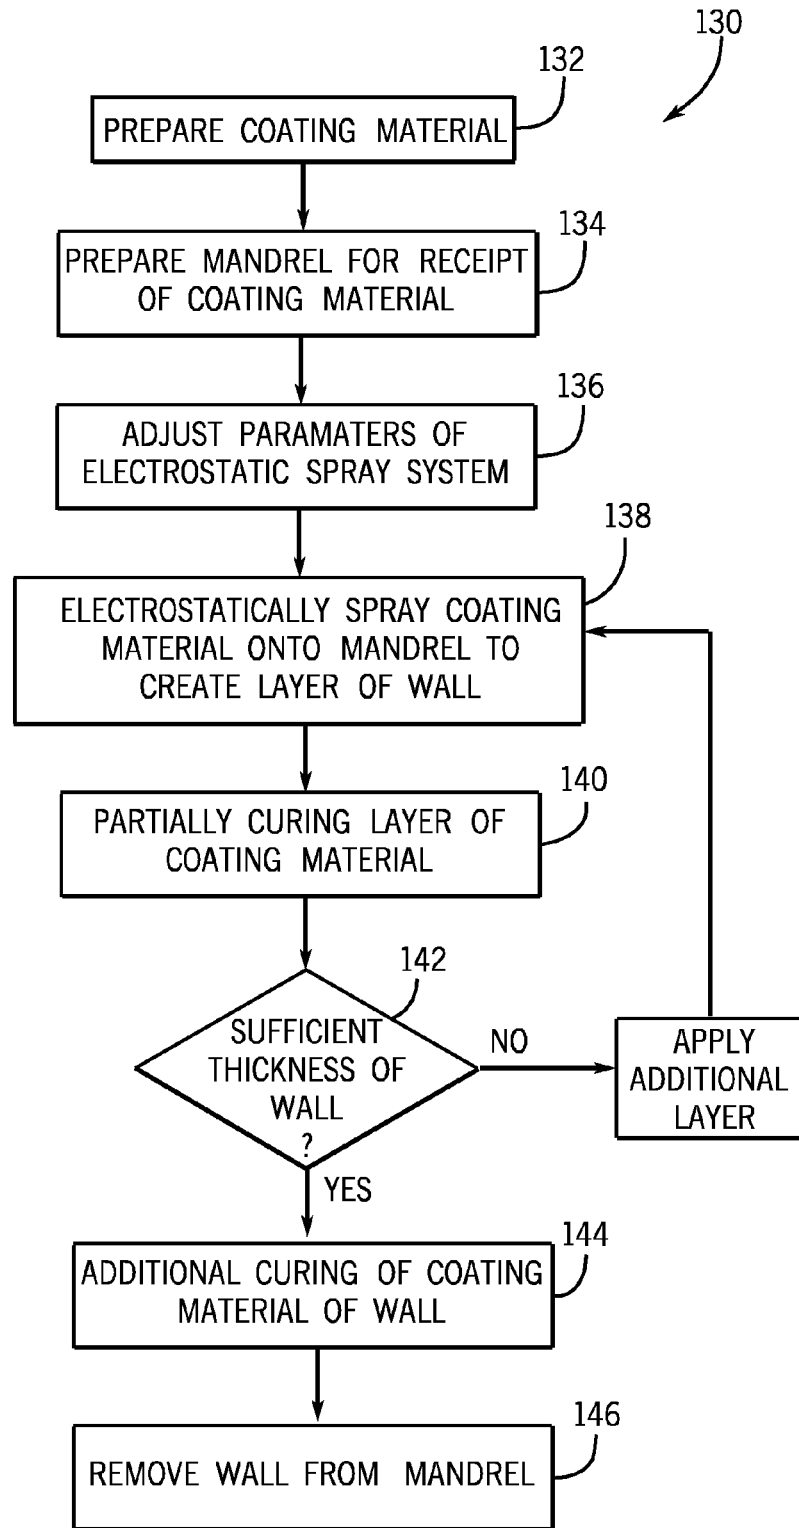 130
132
PREPARE COATING MATERIAL
134
PREPARE MANDREL FOR RECEIPT
OF COATING MATERIAL
136
ADJUST PARAMATERS OF
ELECTROSTATIC SPRAY SYSTEM
138
ELECTROSTATICALLY SPRAY COATING
MATERIAL ONTO MANDREL TO
CREATE LAYER OF WALL
140
PARTIALLY CURING LAYER OF
COATING MATERIAL
142
SUFFICIENT
THICKNESS OF
WALL
?
NO
APPLY
ADDITIONAL
LAYER
YES
144
ADDITIONAL CURING OF COATING
MATERIAL OF WALL
146
REMOVE WALL FROM MANDREL